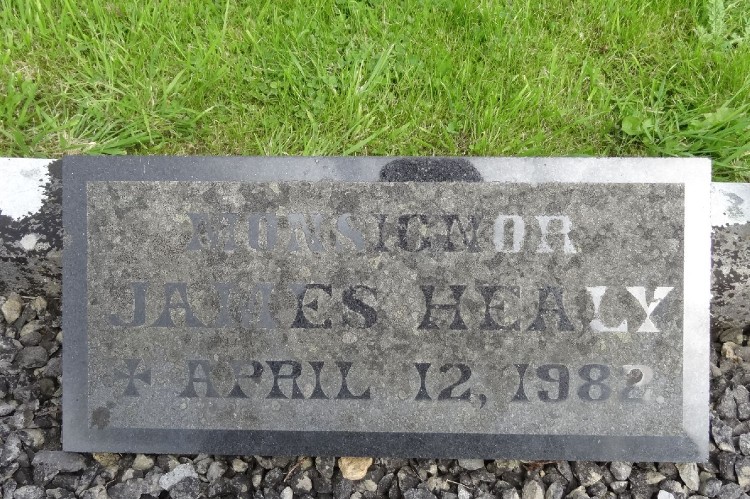 MONSIGNOR
JAMES HEALY
✝ APRIL 12, 1982.